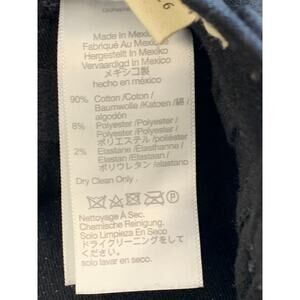 Made In Mexico
Fabriqué Au Mexique
Hergestellt In Mexiko
Vervaardigd In Mexico
メキシコ製
hecho en méxico
90% Cotton /Coton /
Baumwolle /Katoen /綿 /
algodón
8% Polyester /Polyester /
Polyester /Polyester /
ポリエステル /poliéster
2% Elastane /Élasthanne /
Elastan /Elastaan /
ポリウレタン /elastano
Dry Clean Only .
Nettoyage À Sec.
Chemische Reinigung.
Solo Limpieza En Seco
ドライクリーニングをして
ください。
solo lavar en seco.